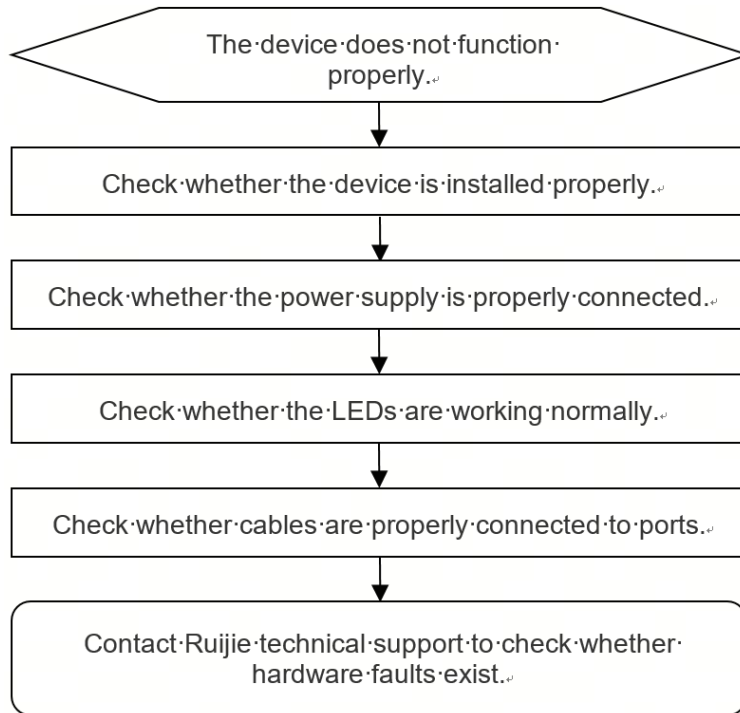 The device does not function
properly.
Check whether the device is installed properly.
Check whether the power supply is properly connected.
Check whether the LEDs are working normally.
Check whether cables are properly connected to ports.
Contact Ruijie technical support to check whether
hardware faults exist.